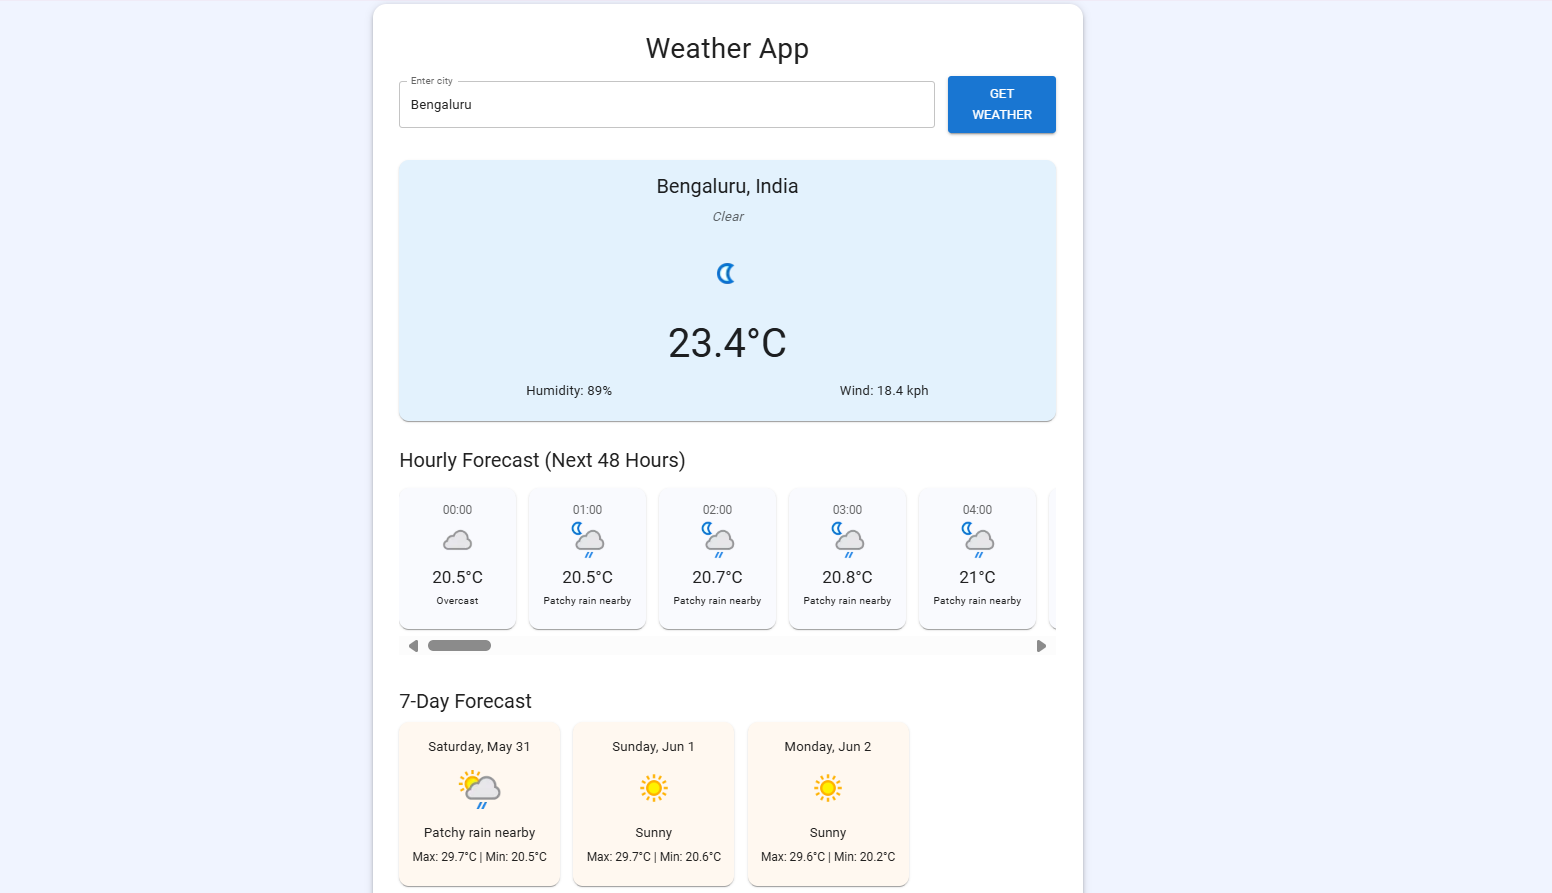 Weather App
Enter city
Bengaluru
GET
WEATHER
Bengaluru, India
Clear
23.4°C
Humidity: 89%
Wind: 18.4 kph
Hourly Forecast (Next 48 Hours)
00:00
20.5°C
Overcast
01:00
20.5°C
Patchy rain nearby
02:00
20.7°C
Patchy rain nearby
03:00
20.8°C
Patchy rain nearby
04:00
21°C
Patchy rain nearby
7-Day Forecast
Saturday, May 31
Patchy rain nearby
Max: 29.7°C | Min: 20.5°C
Sunday, Jun 1
Sunny
Max: 29.7°C | Min: 20.6°C
Monday, Jun 2
Sunny
Max: 29.6°C | Min: 20.2°C